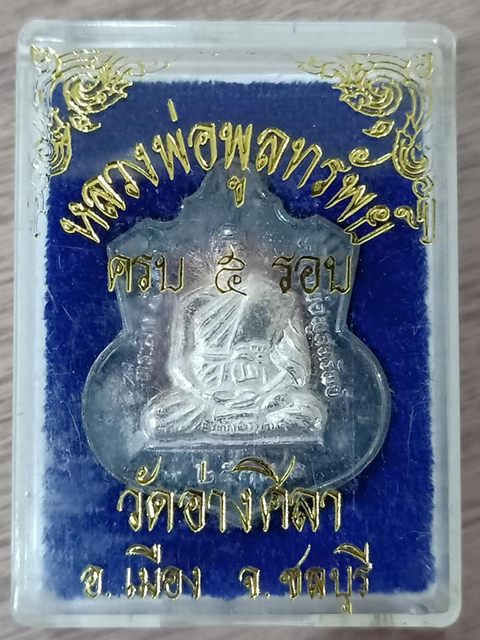 หลวงพ่อพูลทรัพย์
ครบ ๕ รอบ
วัดอ่างศิลา
อ.เมือง จ.ชลบุรี